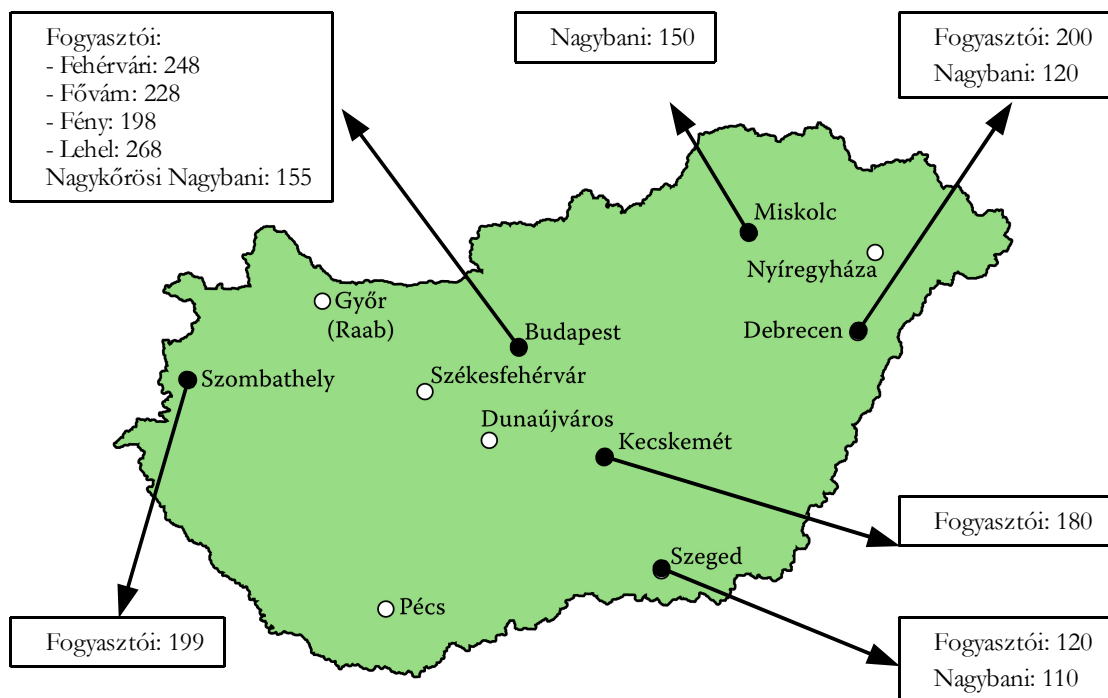 Fogyasztói:
- Fehérvári: 248
- Fővám: 228
- Fény: 198
- Lehel: 268
Nagykőrösi Nagybani: 155
Nagybani: 150
Fogyasztói: 200
Nagybani: 120
Miskolc
Nyíregyháza
Győr
(Raab)
Budapest
Debrecen
Szombathely
Székesfehérvár
Dunaújváros
Kecskemét
Fogyasztói: 180
Szeged
Pécs
Fogyasztói: 199
Fogyasztói: 120
Nagybani: 110